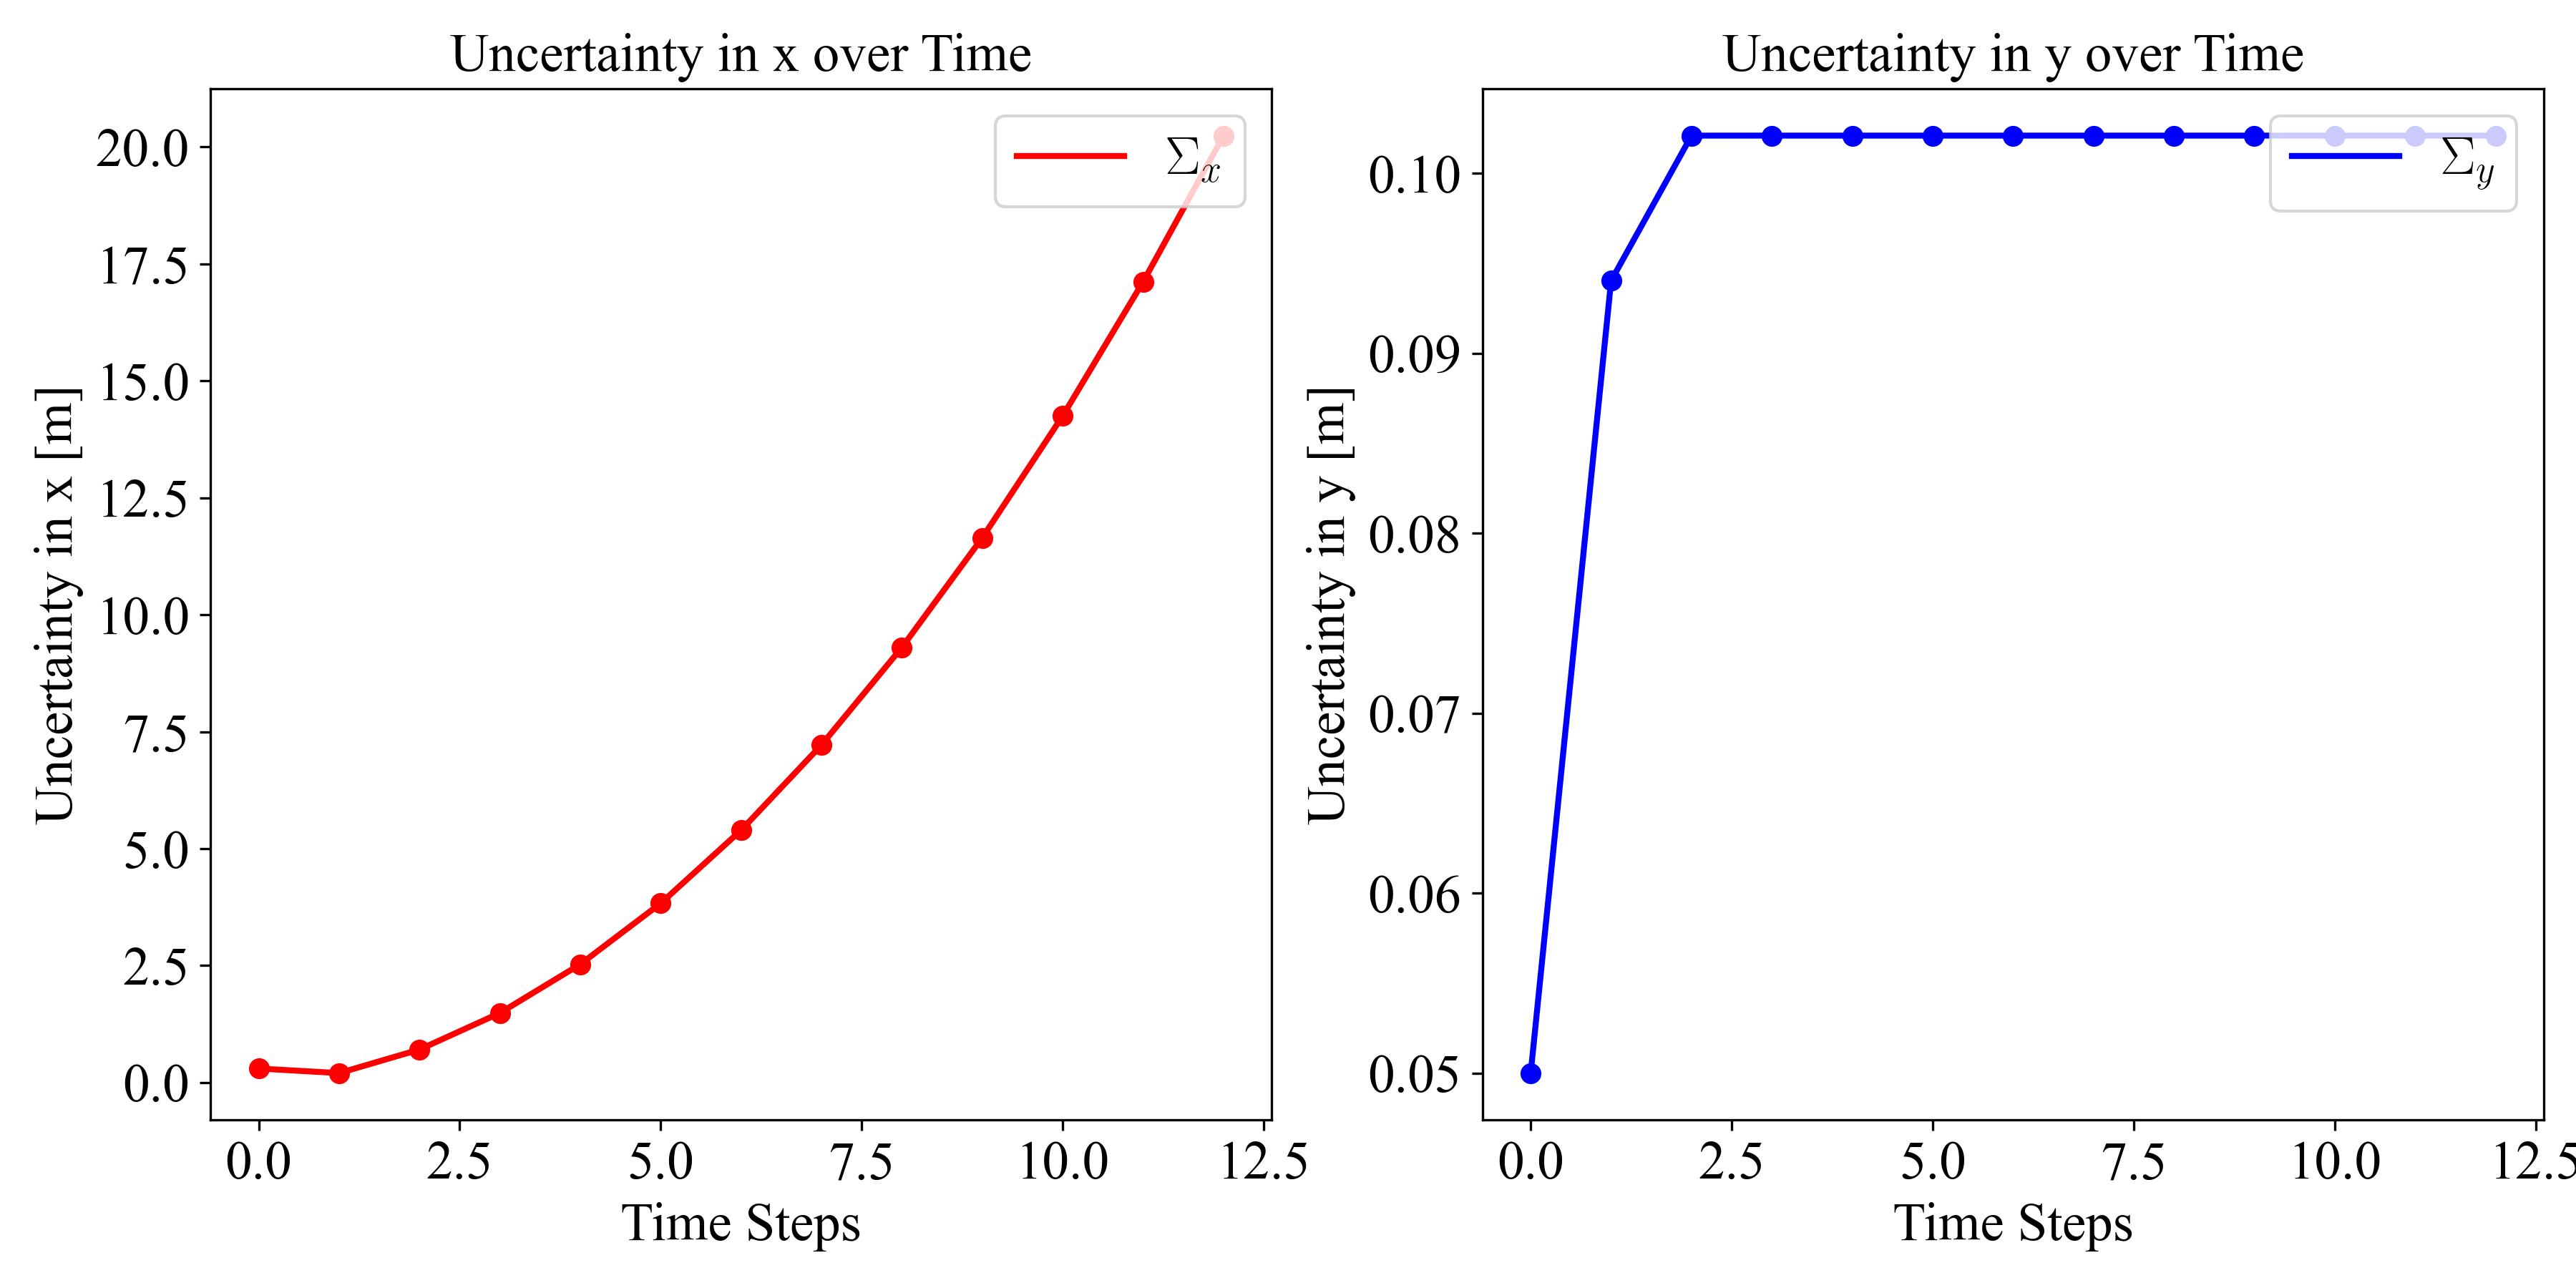 Uncertainty in x over Time
Uncertainty in x [m]
20.0
17.5
15.0
12.5
10.0
7.5
5.0
2.5
0.0
0.0 2.5 5.0 7.5 10.0 12.5
Time Steps
Σx
Uncertainty in y over Time
Uncertainty in y [m]
0.10
0.09
0.08
0.07
0.06
0.05
0.0 2.5 5.0 7.5 10.0 12.5
Time Steps
Σy